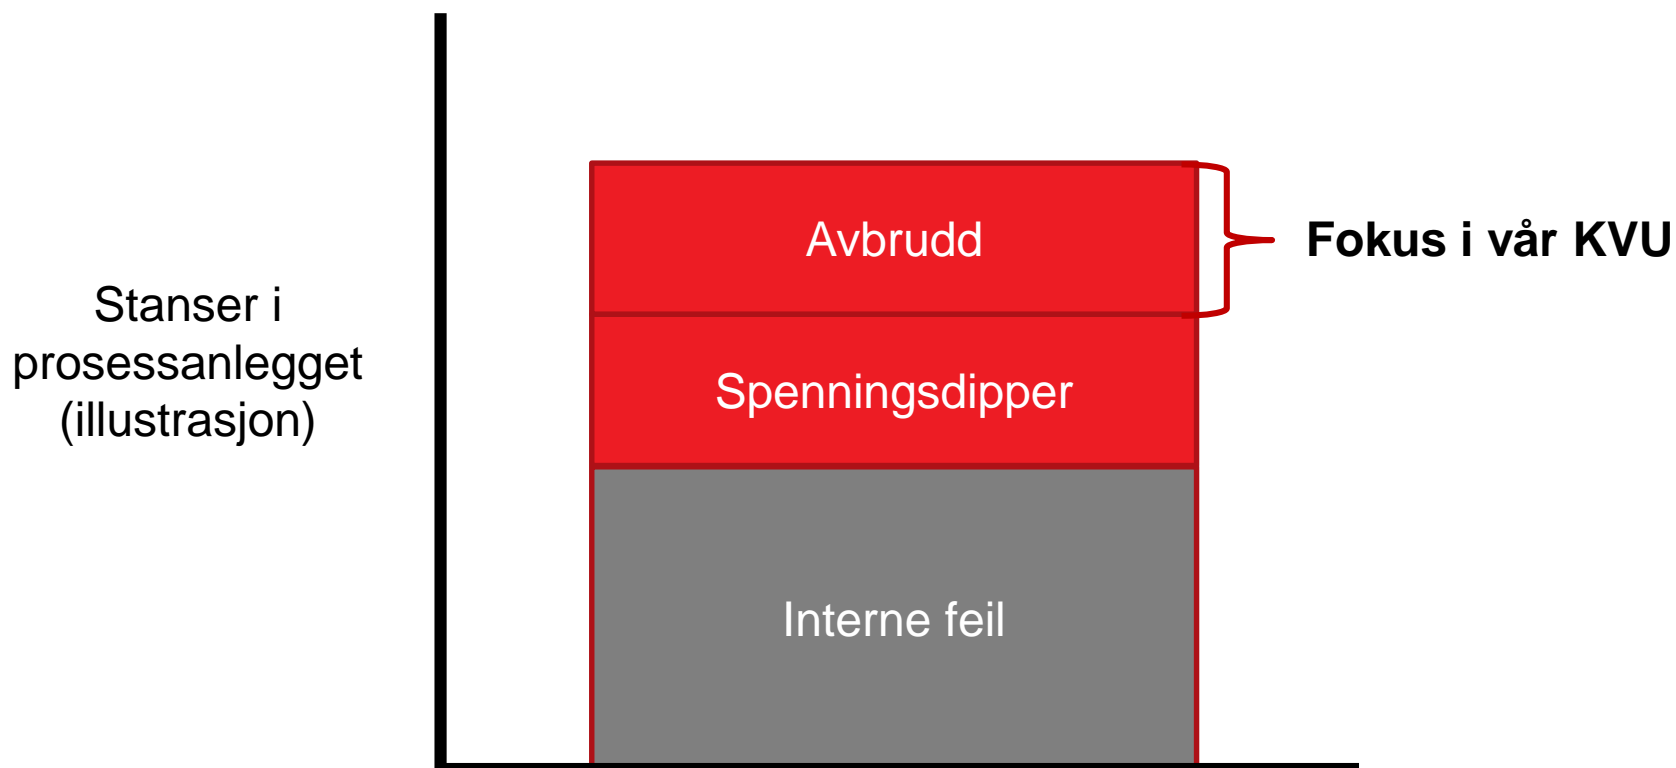 Stanser i
prosessanlegget
(illustrasjon)
Avbrudd
Spenningsdipper
Interne feil
Fokus i vår KVU